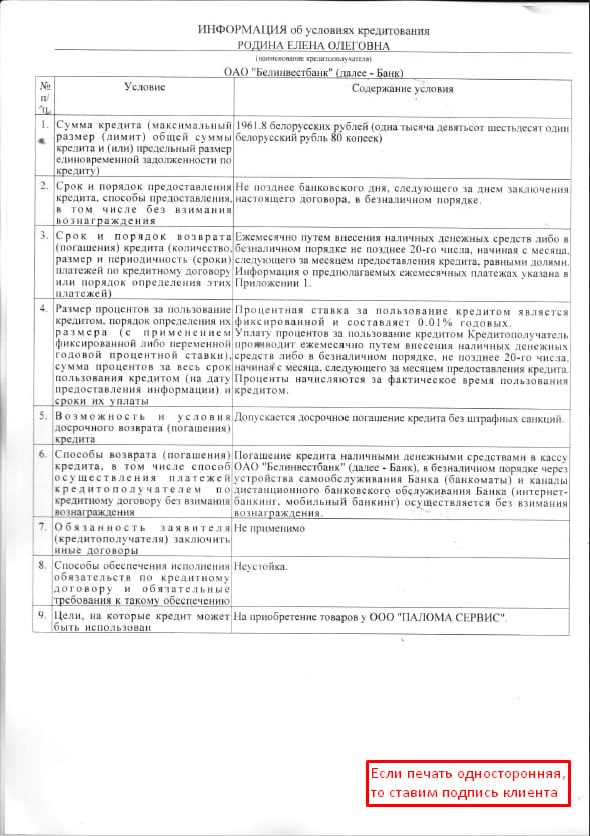 ИНФОРМАЦИЯ об условиях кредитования
РОДИНА ЕЛЕНА ОЛЕГОВНА
(наименование кредитополучателя)
ОАО "Белинвестбанк" (далее - Банк)
№ п/п.
Условие
Содержание условия
1.
Сумма кредита (максимальный
размер (лимит) общей суммы
кредита и (или) предельный размер
единовременной задолженности по
кредиту)
1961.8 белорусских рублей (одна тысяча девятьсот шестьдесят один
белорусский рубль 80 копеек)
2.
Срок и порядок предоставления
кредита, способы предоставления,
в том числе без взимания
вознаграждения
Не позднее банковского дня, следующего за днем заключения
настоящего договора, в безналичном порядке.
3.
Срок и порядок возврата
(погашения) кредита (количество,
размер и периодичность (сроки)
платежей по кредитному договору
или порядок определения этих
платежей)
Ежемесячно путем внесения наличных денежных средств либо в
безналичном порядке не позднее 20-го числа, начиная с месяца,
следующего за месяцем предоставления кредита, равными долями.
Информация о предполагаемых ежемесячных платежах указана в
Приложении 1.
4.
Размер процентов за пользование
кредитом, порядок определения их
размера (с применением
фиксированной либо переменной
годовой процентной ставки),
сумма процентов за весь срок
пользования кредитом (на дату
предоставления информации) и
сроки их уплаты
Процентная ставка за пользование кредитом является
фиксированной и составляет 0.01% годовых.
Уплату процентов за пользование кредитом Кредитополучатель
производит ежемесячно путем внесения наличных денежных
средств либо в безналичном порядке, не позднее 20-го числа,
начиная с месяца, следующего за месяцем предоставления кредита.
Проценты начисляются за фактическое время пользования
кредитом.
5.
Возможность и условия
досрочного возврата (погашения)
кредита
Допускается досрочное погашение кредита без штрафных санкций.
6.
Способы возврата (погашения)
кредита, в том числе способ
осуществления платежей
кредитополучателем по
кредитному договору без взимания
вознаграждения
Погашение кредита наличными денежными средствами в кассу
ОАО "Белинвестбанк" (далее - Банк), в безналичном порядке через
устройства самообслуживания Банка (банкоматы) и каналы
дистанционного банковского обслуживания Банка (интернет-
банкинг, мобильный банкинг) осуществляется без взимания
вознаграждения.
7.
Обязанность заявителя
(кредитополучателя) заключить
иные договоры
Не применимо
8.
Способы обеспечения исполнения
обязательств по кредитному
договору и обязательные
требования к такому обеспечению
Неустойка.
9.
Цели, на которые кредит может
быть использован
На приобретение товаров у ООО "ПАЛОМА СЕРВИС".
Если печать односторонняя,
то ставим подпись клиента